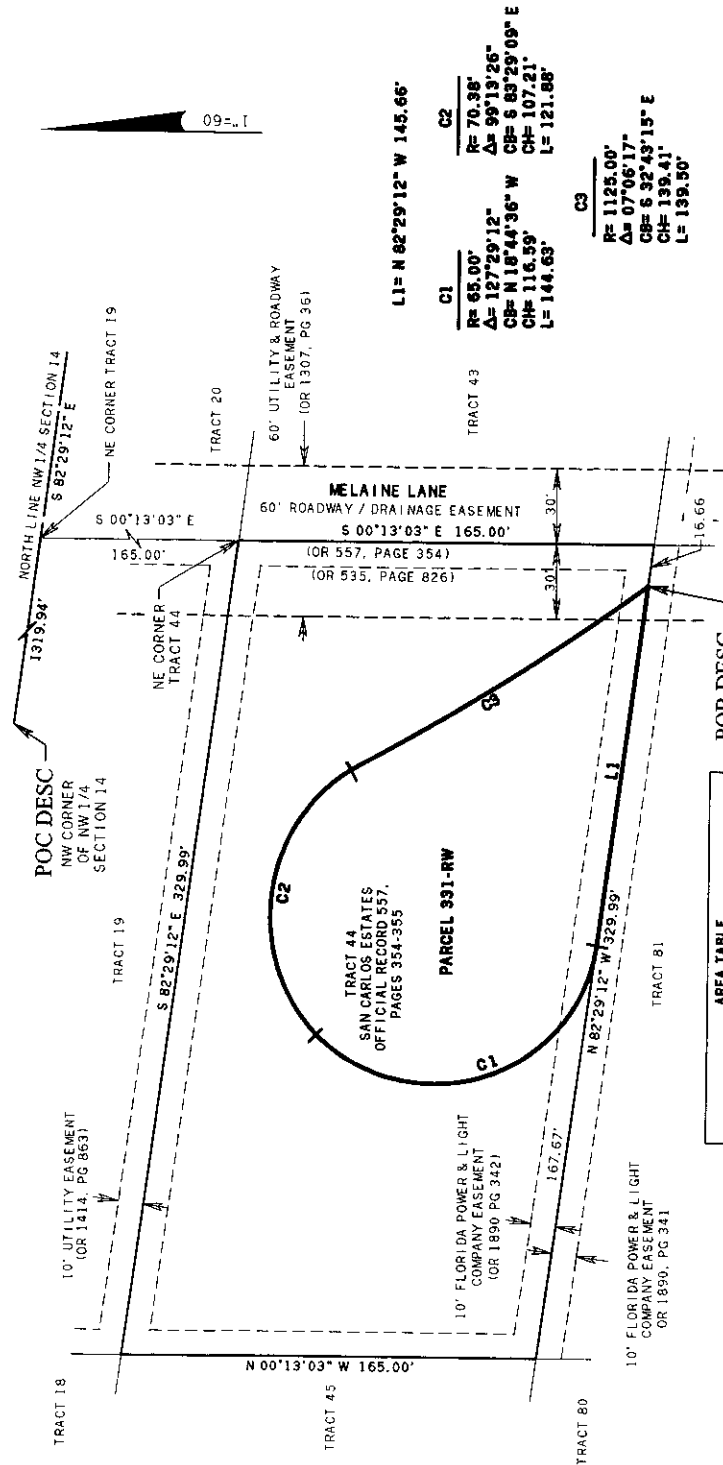 POC DESC
NW CORNER
OF NW 1/4
SECTION 14
1319.94'
NORTH LINE NW 1/4 SECTION 14
S 82°29'12" E
NE CORNER TRACT 19
1"=60
TRACT 18
10' UTILITY EASEMENT
(OR 1414, PG 863)
TRACT 19
S 82°29'12" E 329.99'
NE CORNER
TRACT 44
S 00°13'03" E
165.00'
TRACT 20
60' UTILITY & ROADWAY
EASEMENT
(OR 1307, PG 36)
MELAINE LANE
60' ROADWAY / DRAINAGE EASEMENT
S 00°13'03" E 165.00'
(OR 557, PAGE 354)
(OR 535, PAGE 826)
30'
30'
TRACT 43
16.66
N 00°13'03" W 165.00'
TRACT 45
TRACT 80
C2
C1
C3
L1
TRACT 44
SAN CARLOS ESTATES
OFFICIAL RECORD 557,
PAGES 354-355
PARCEL 331-RW
10' FLORIDA POWER & LIGHT
COMPANY EASEMENT
(OR 1890 PG 342)
167.67'
N 82°29'12" W 329.99'
10' FLORIDA POWER & LIGHT
COMPANY EASEMENT
OR 1890, PG 341
TRACT 81
POB DESC
AREA TABLE
L1= N 82°29'12" W 145.66'
C1
R= 65.00'
Δ= 127°29'12"
CB= N 18°44'36" W
CH= 116.59'
L= 144.63'
C2
R= 70.38'
Δ= 99°13'26"
CB= S 83°29'09" E
CH= 107.21'
L= 121.88'
C3
R= 1125.00'
Δ= 07°06'17"
CB= S 32°43'15" E
CH= 139.41'
L= 139.50'